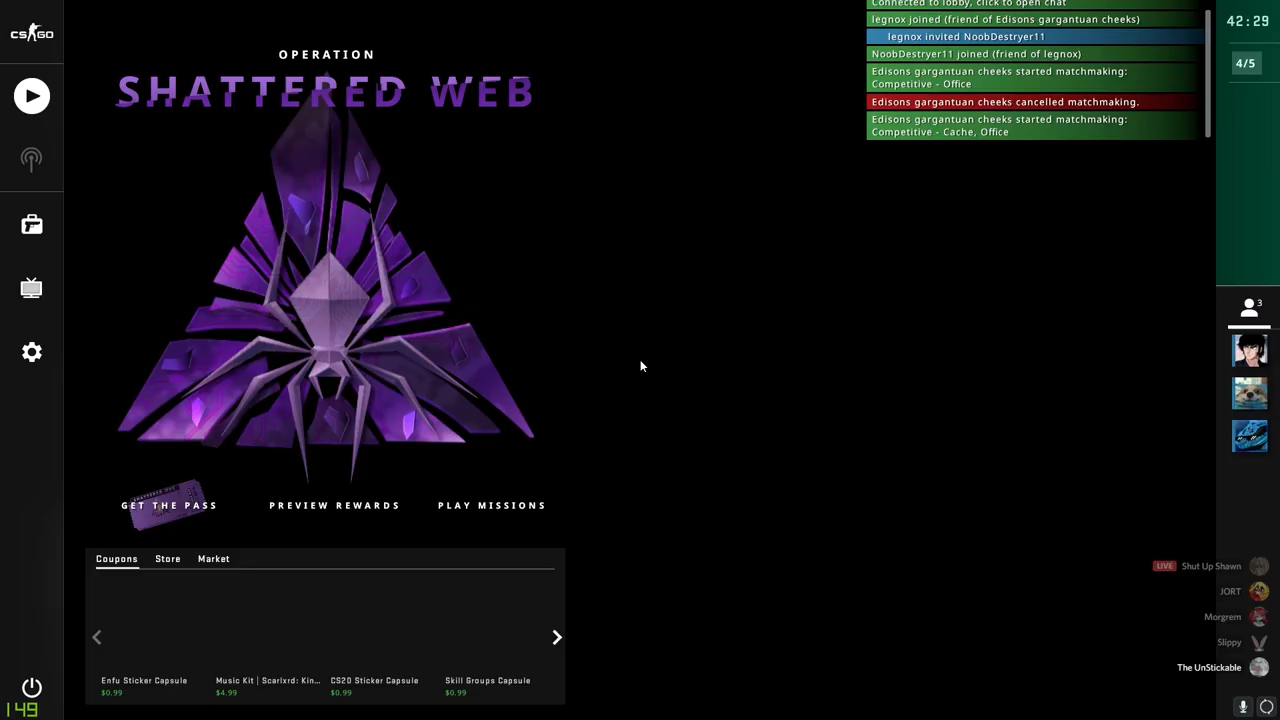 CS GO
OPERATION
SHATTERED WEB
GET THE PASS
PREVIEW REWARDS
PLAY MISSIONS
Coupons
Store
Market
Enfu Sticker Capsule
$0.99
Music Kit | Scarlxrd: Kin...
$4.99
CS20 Sticker Capsule
$0.99
Skill Groups Capsule
$0.99
149
Connected to lobby, click to open chat
legnox joined (friend of Edisons gargantuan cheeks)
legnox invited NoobDestryer11
NoobDestryer11 joined (friend of legnox)
Edisons gargantuan cheeks started matchmaking:
Competitive - Office
Edisons gargantuan cheeks cancelled matchmaking.
Edisons gargantuan cheeks started matchmaking:
Competitive - Cache, Office
42:29
4/5
3
LIVE Shut Up Shawn
JORT
Morgrem
Slippy
The UnStickable